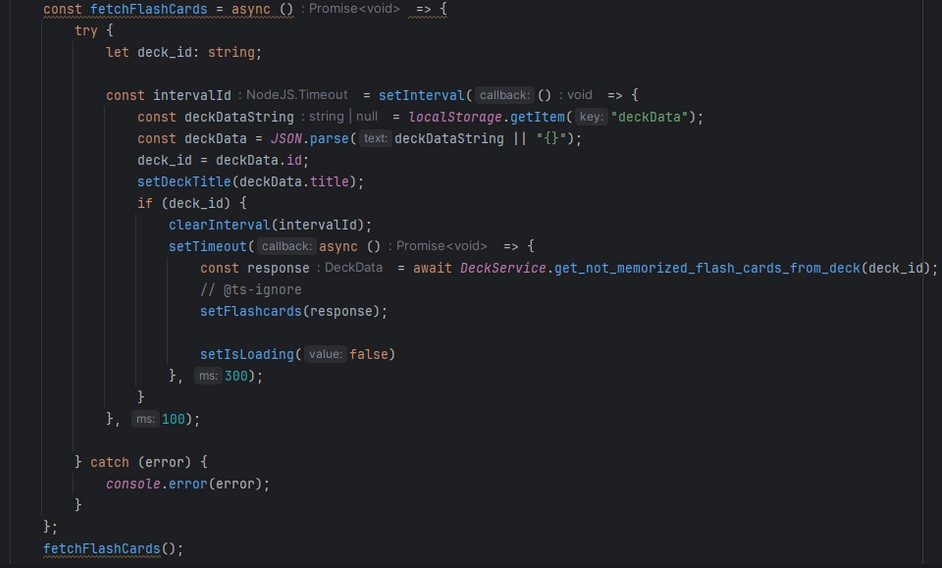 const fetchFlashCards = async () : Promise<void> => {
try {
let deck_id: string;
const intervalId : NodeJS.Timeout = setInterval( callback: () : void => {
const deckDataString : string | null = localStorage.getItem( key: "deckData");
const deckData = JSON.parse( text: deckDataString || "{}");
deck_id = deckData.id;
setDeckTitle(deckData.title);
if (deck_id) {
clearInterval(intervalId);
setTimeout( callback: async () : Promise<void> => {
const response : DeckData = await DeckService.get_not_memorized_flash_cards_from_deck(deck_id);
// @ts-ignore
setFlashcards(response);
setIsLoading( value: false)
}, ms: 300);
}
}, ms: 100);
} catch (error) {
console.error(error);
}
};
fetchFlashCards();